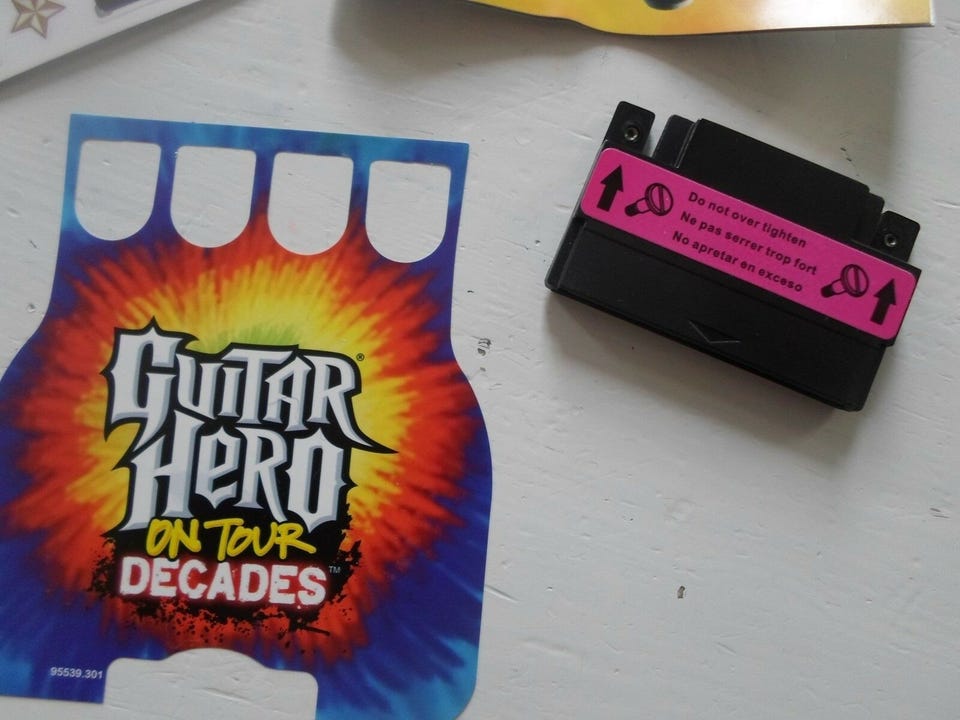 GUITAR®
HERO
ON TOUR
DECADES™
95539.301
Do not over tighten
Ne pas serrer trop fort
No apretar en exceso